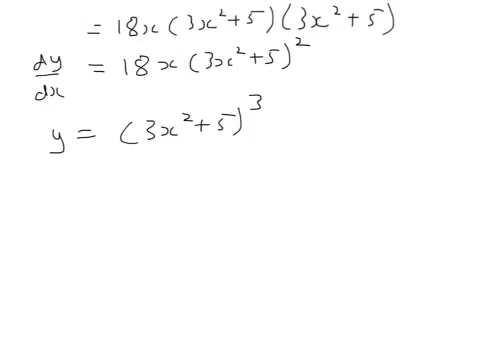 = 18x(3x²+5)(3x²+5)
dy/dx = 18x(3x²+5)²
y = (3x²+5)³